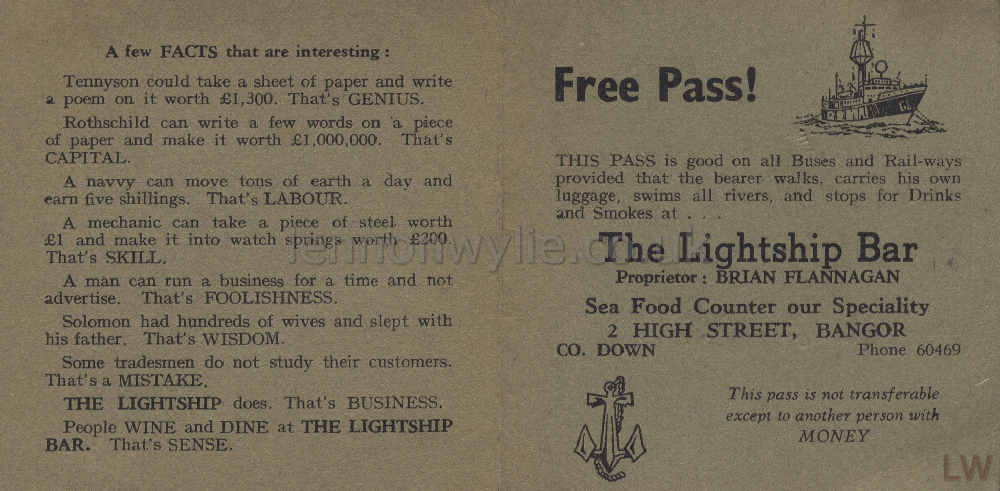 A few FACTS that are interesting :
Tennyson could take a sheet of paper and write
a poem on it worth £1,300. That's GENIUS.
Rothschild can write a few words on a piece
of paper and make it worth £1,000,000. That's
CAPITAL.
A navvy can move tons of earth a day and
earn five shillings. That's LABOUR.
A mechanic can take a piece of steel worth
£1 and make it into watch springs worth £200.
That's SKILL.
A man can run a business for a time and not
advertise. That's FOOLISHNESS.
Solomon had hundreds of wives and slept with
his father. That's WISDOM.
Some tradesmen do not study their customers.
That's a MISTAKE.
THE LIGHTSHIP does. That's BUSINESS.
People WINE and DINE at THE LIGHTSHIP
BAR. That's SENSE.
Free Pass!
THIS PASS is good on all Buses and Rail-ways
provided that the bearer walks, carries his own
luggage, swims all rivers, and stops for Drinks
and Smokes at . . .
The Lightship Bar
Proprietor : BRIAN FLANNAGAN
Sea Food Counter our Speciality
2 HIGH STREET, BANGOR
CO. DOWN Phone 60469
This pass is not transferable
except to another person with
MONEY
lennonwylie.co.uk
LW